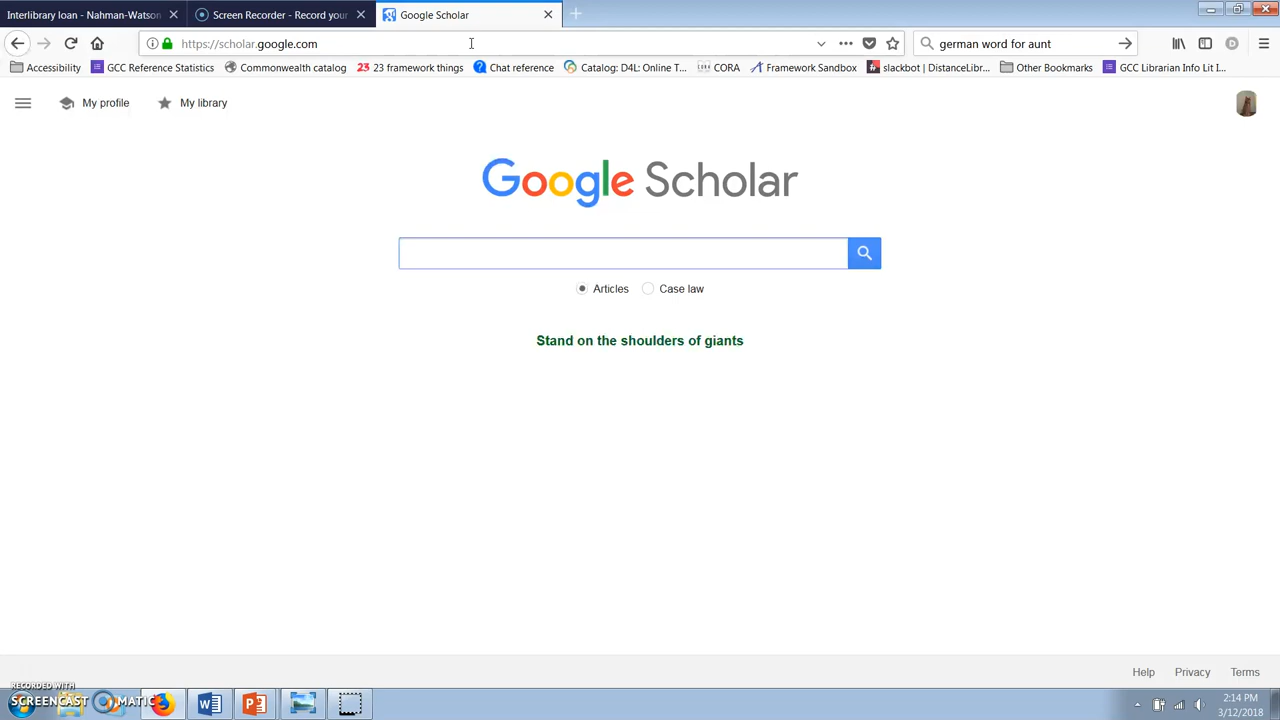 Interlibrary loan - Nahman-Watson
Screen Recorder - Record your
Google Scholar
https://scholar.google.com
german word for aunt
Accessibility
GCC Reference Statistics
Commonwealth catalog
23 23 framework things
Chat reference
Catalog: D4L: Online T...
CORA
Framework Sandbox
slackbot | DistanceLibr...
Other Bookmarks
GCC Librarian Info Lit I...
My profile
My library
Google Scholar
Articles
Case law
Stand on the shoulders of giants
Help
Privacy
Terms
RECORDED WITH
SCREENCAST MATIC
2:14 PM
3/12/2018